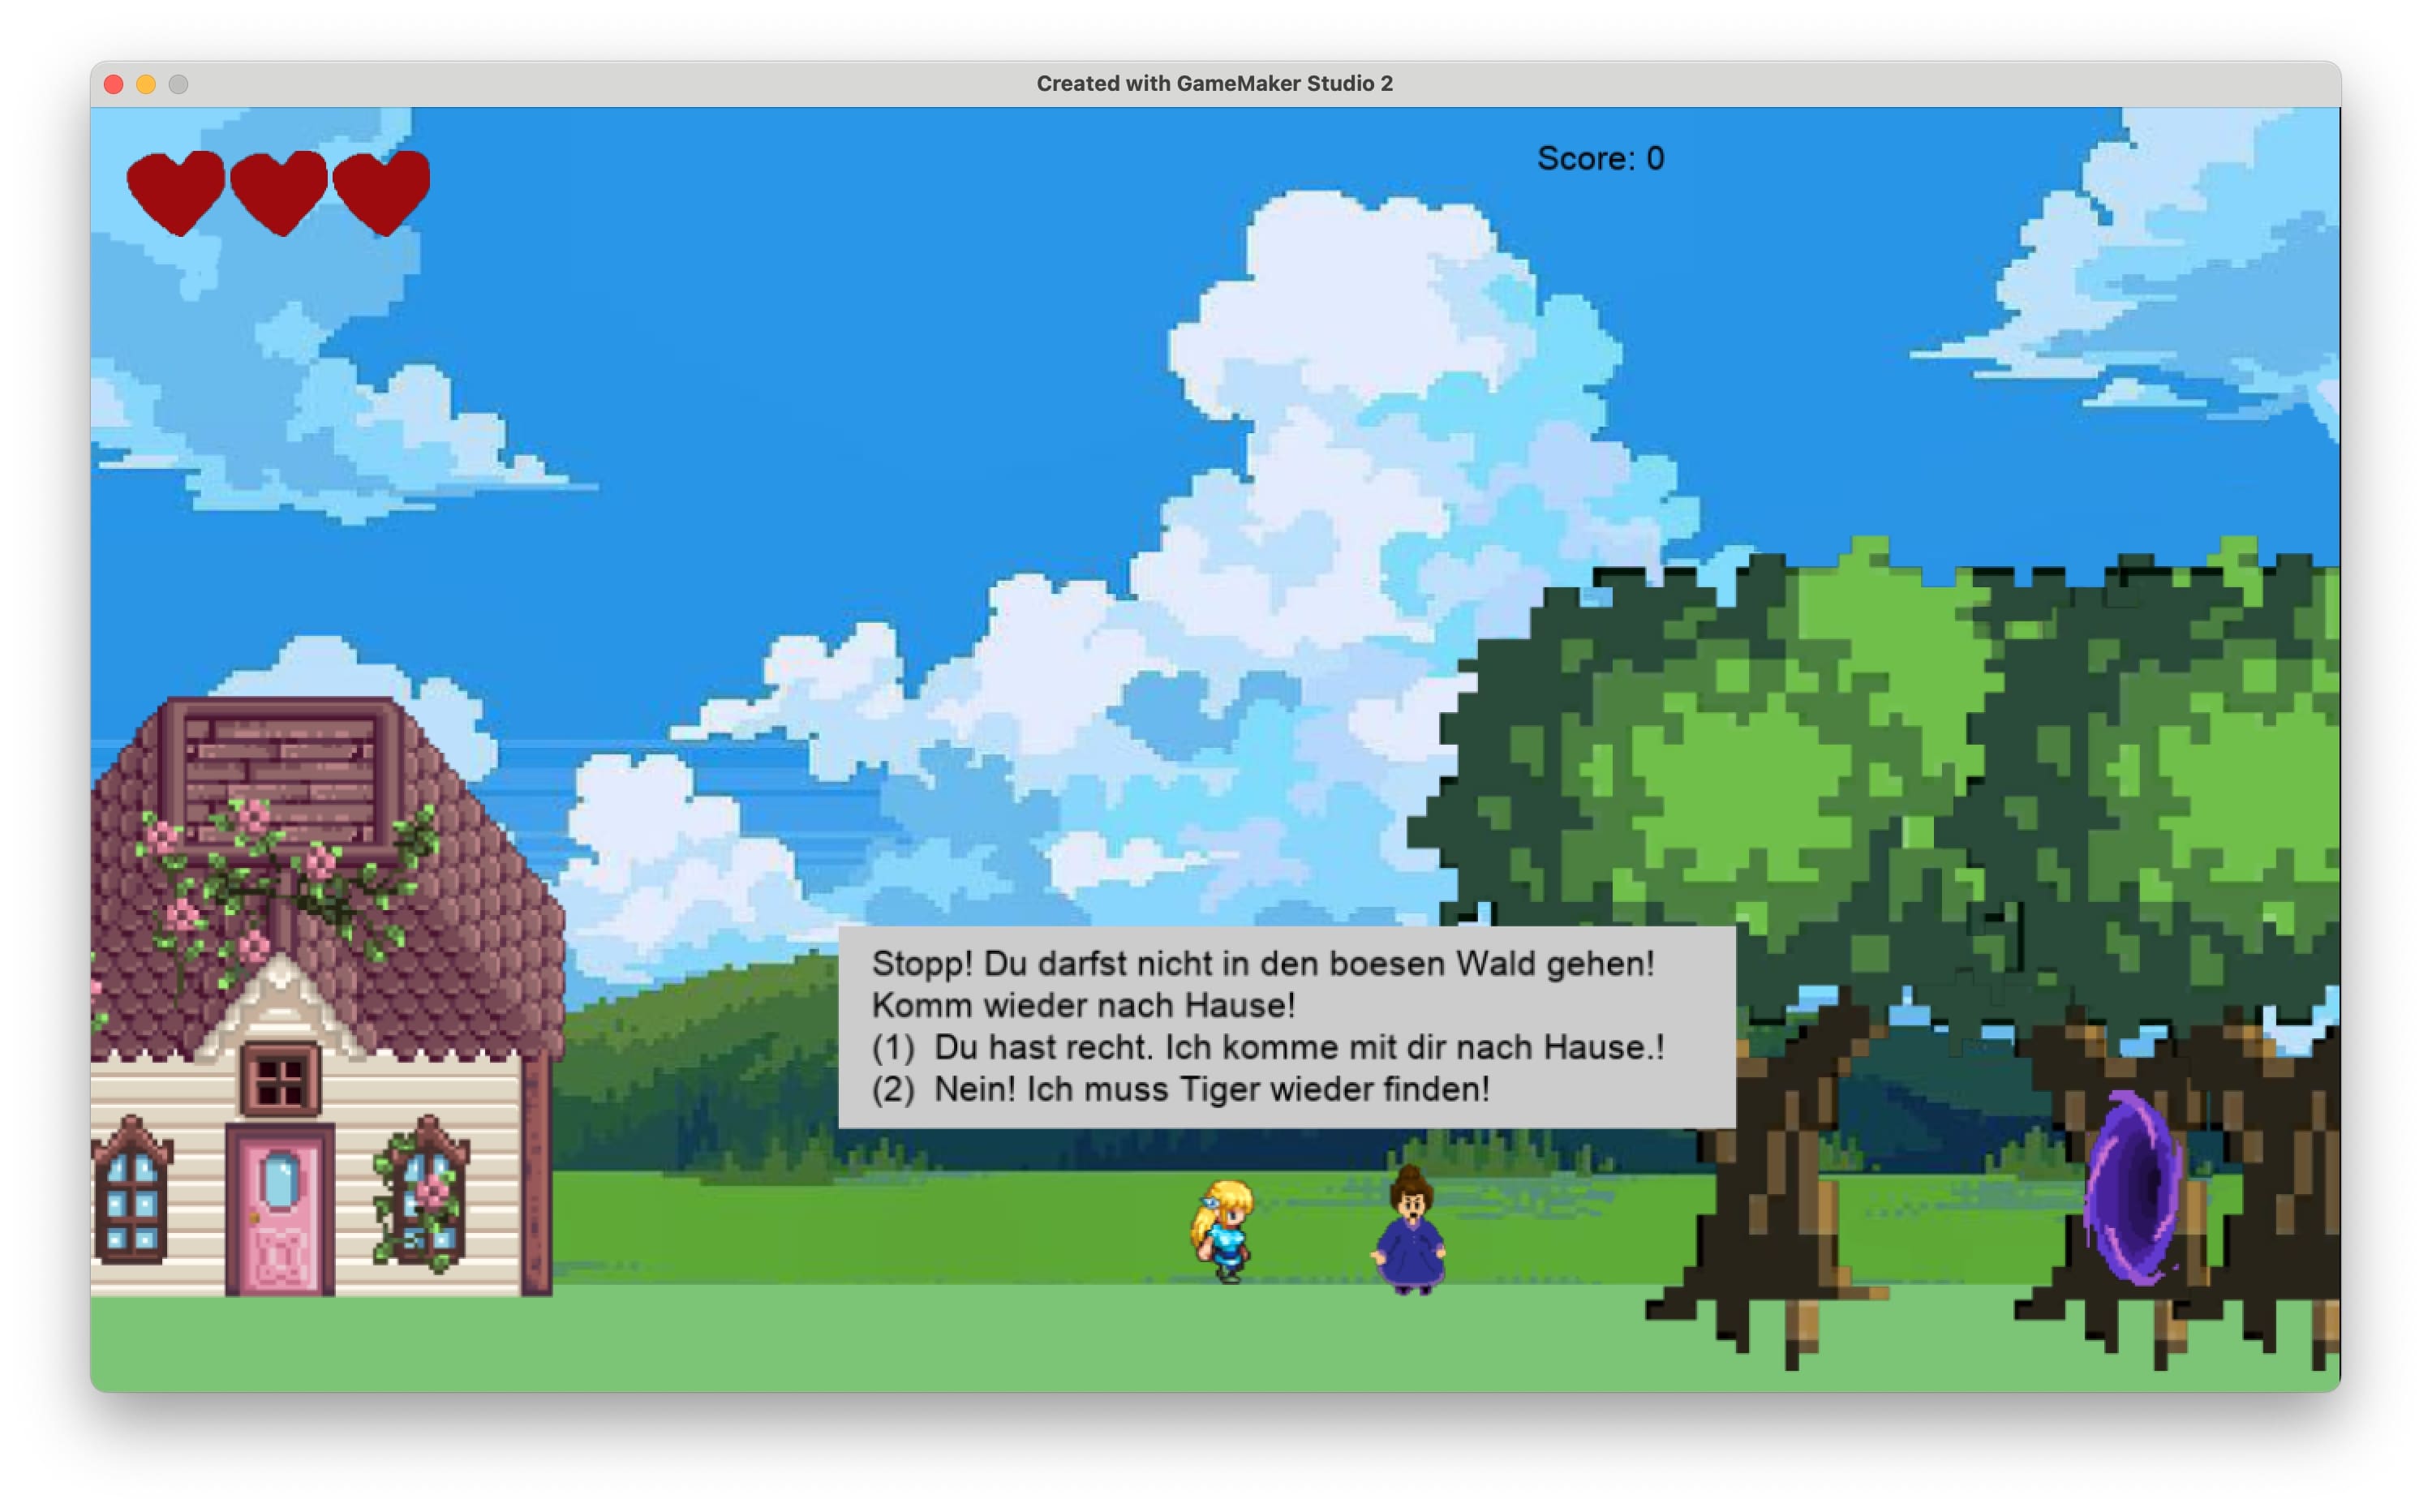 Created with GameMaker Studio 2
Score: 0
Stopp! Du darfst nicht in den boesen Wald gehen!
Komm wieder nach Hause!
(1) Du hast recht. Ich komme mit dir nach Hause.!
(2) Nein! Ich muss Tiger wieder finden!